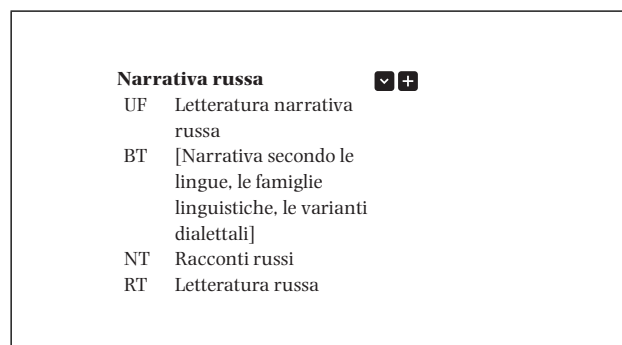 Narrativa russa
UF Letteratura narrativa
russa
BT [Narrativa secondo le
lingue, le famiglie
linguistiche, le varianti
dialettali]
NT Racconti russi
RT Letteratura russa